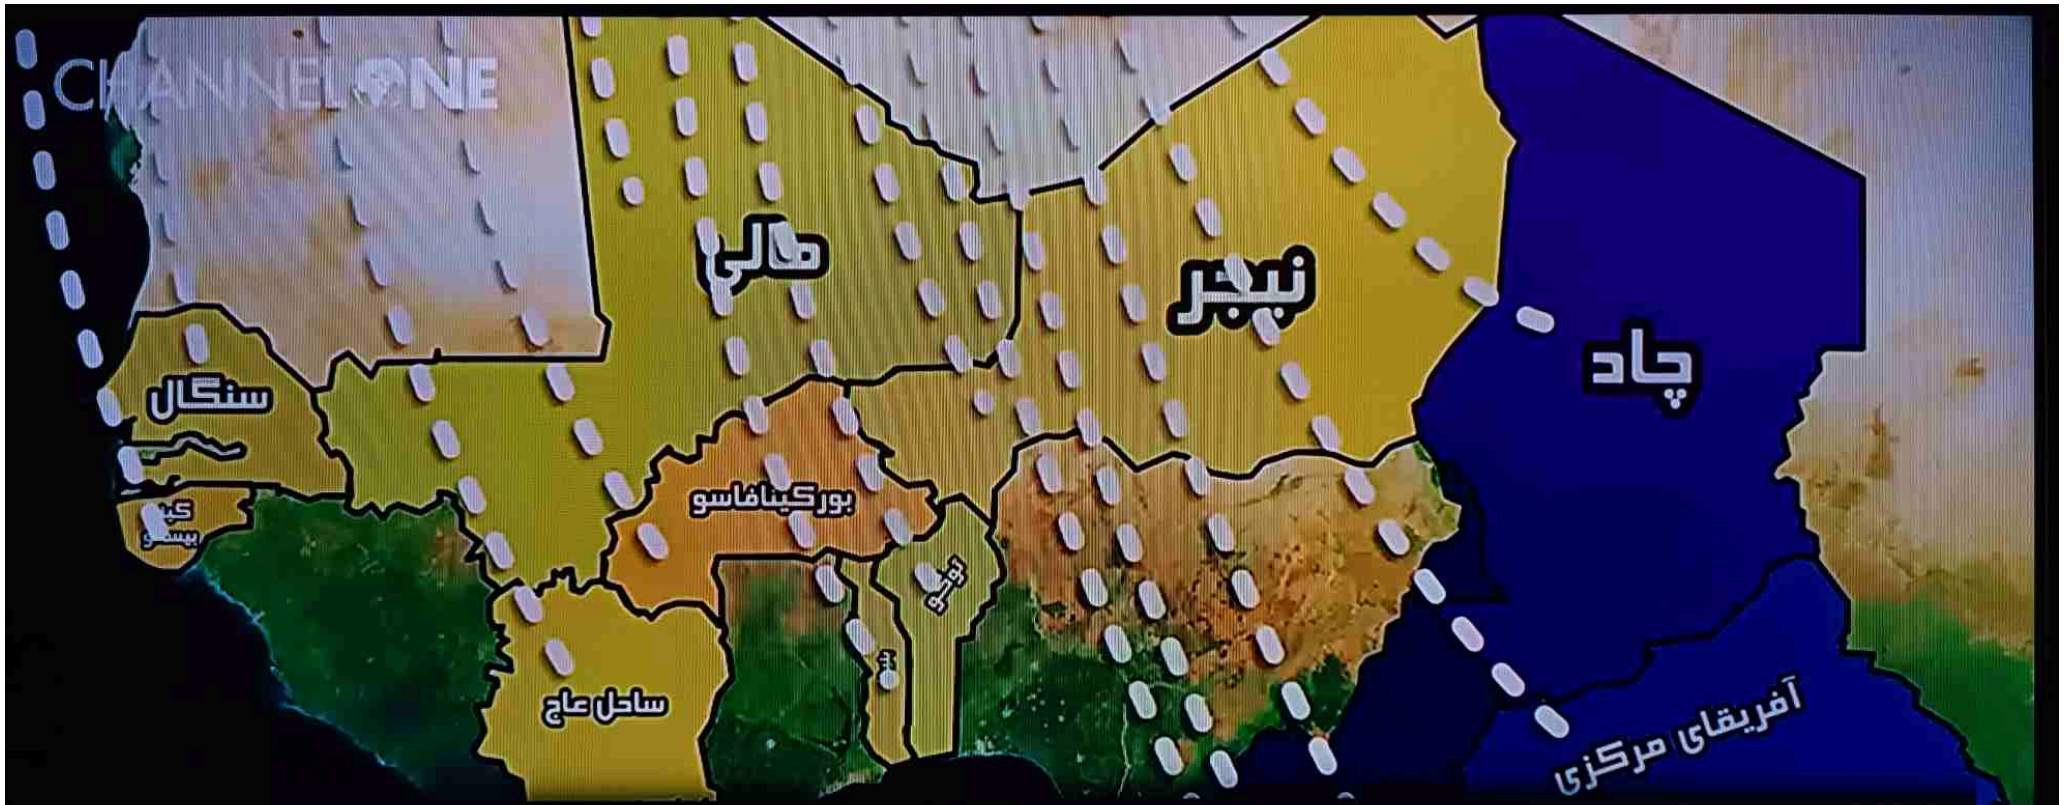 CHANNELONE
مالی
نیجر
چاد
سنگال
بورکینافاسو
ساحل عاج
آفریقای مرکزی